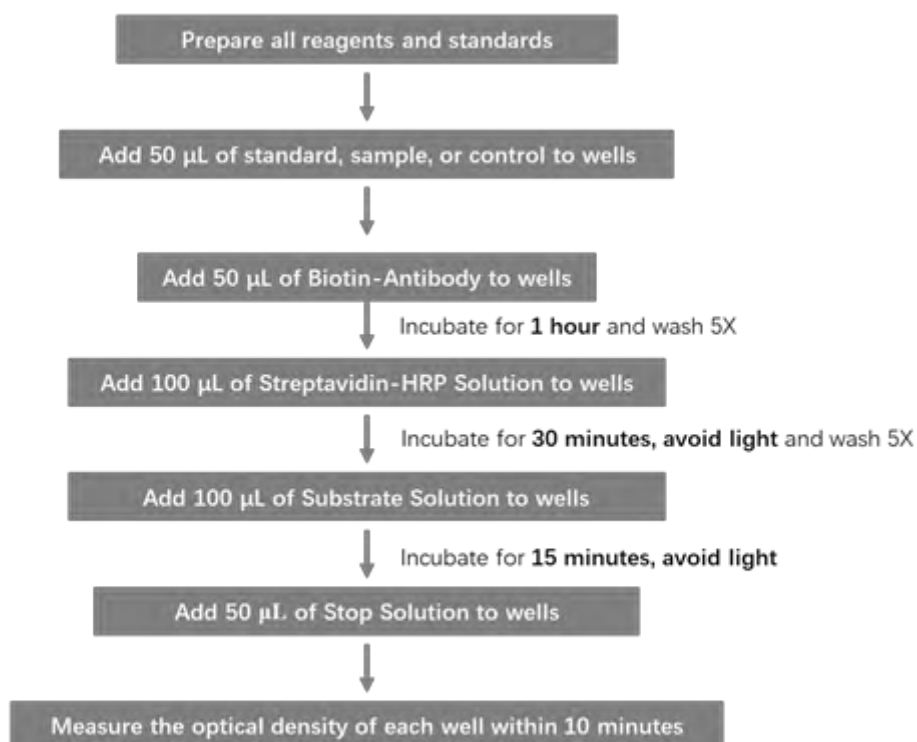 Prepare all reagents and standards
Add 50 μL of standard, sample, or control to wells
Add 50 μL of Biotin-Antibody to wells
Incubate for 1 hour and wash 5X
Add 100 μL of Streptavidin-HRP Solution to wells
Incubate for 30 minutes, avoid light and wash 5X
Add 100 μL of Substrate Solution to wells
Incubate for 15 minutes, avoid light
Add 50 μL of Stop Solution to wells
Measure the optical density of each well within 10 minutes